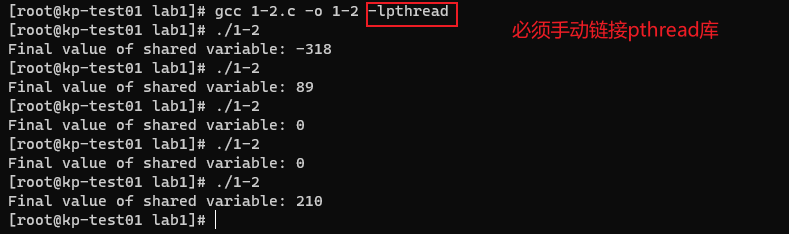 [root@kp-test01 lab1]# gcc 1-2.c -o 1-2 -lpthread
必须手动链接pthread库
[root@kp-test01 lab1]# ./1-2
Final value of shared variable: -318
[root@kp-test01 lab1]# ./1-2
Final value of shared variable: 89
[root@kp-test01 lab1]# ./1-2
Final value of shared variable: 0
[root@kp-test01 lab1]# ./1-2
Final value of shared variable: 0
[root@kp-test01 lab1]# ./1-2
Final value of shared variable: 210
[root@kp-test01 lab1]#